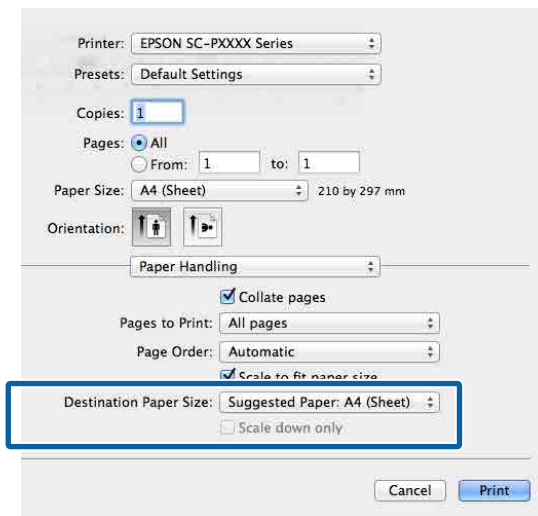 Printer: EPSON SC-PXXXX Series
Presets: Default Settings
Copies: 1
Pages: All
From: 1 to: 1
Paper Size: A4 (Sheet) 210 by 297 mm
Orientation:
Paper Handling
Collate pages
Pages to Print: All pages
Page Order: Automatic
Scale to fit paper size
Destination Paper Size: Suggested Paper: A4 (Sheet)
Scale down only
Cancel Print